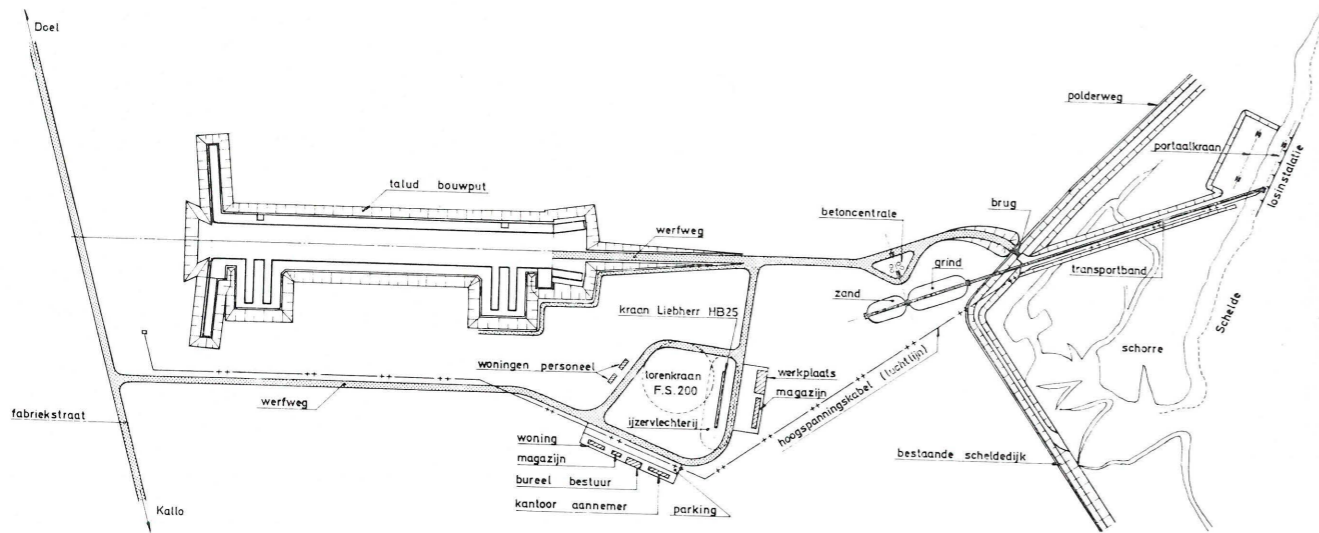 Doel
polderweg
portaalkraan
losinstalatie
talud bouwput
betoncentrale
brug
werfweg
grind
transportband
zand
Schelde
kraan Liebherr HB25
schorre
woningen personeel
torenkraan
F.S. 200
werkplaats
magazijn
hoogspanningskabel (luchtlijn)
werfweg
fabriekstraat
ijzervlechterij
woning
magazijn
bureel bestuur
kantoor aannemer
parking
bestaande scheldedijk
Kallo